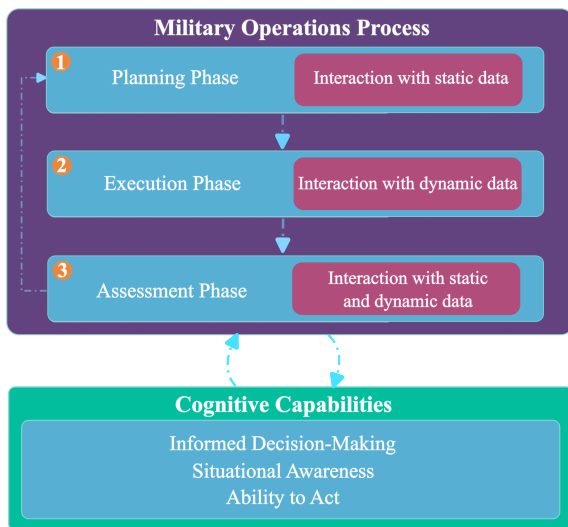 Military Operations Process
1
Planning Phase
Interaction with static data
2
Execution Phase
Interaction with dynamic data
3
Assessment Phase
Interaction with static
and dynamic data
Cognitive Capabilities
Informed Decision-Making
Situational Awareness
Ability to Act